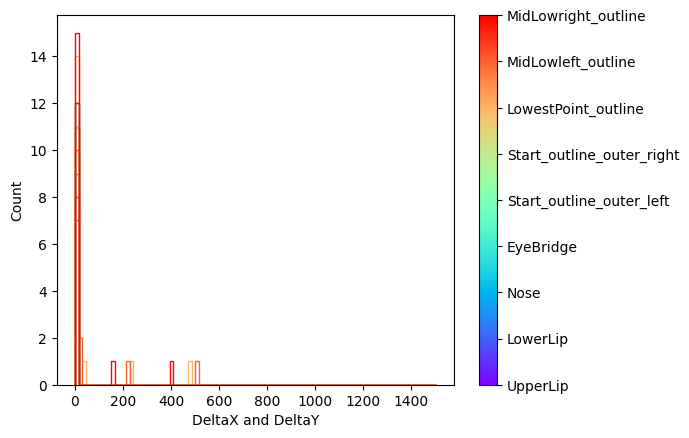 14
12
10
8
6
4
2
0
Count
0 200 400 600 800 1000 1200 1400
DeltaX and DeltaY
MidLowright_outline
MidLowleft_outline
LowestPoint_outline
Start_outline_outer_right
Start_outline_outer_left
EyeBridge
Nose
LowerLip
UpperLip